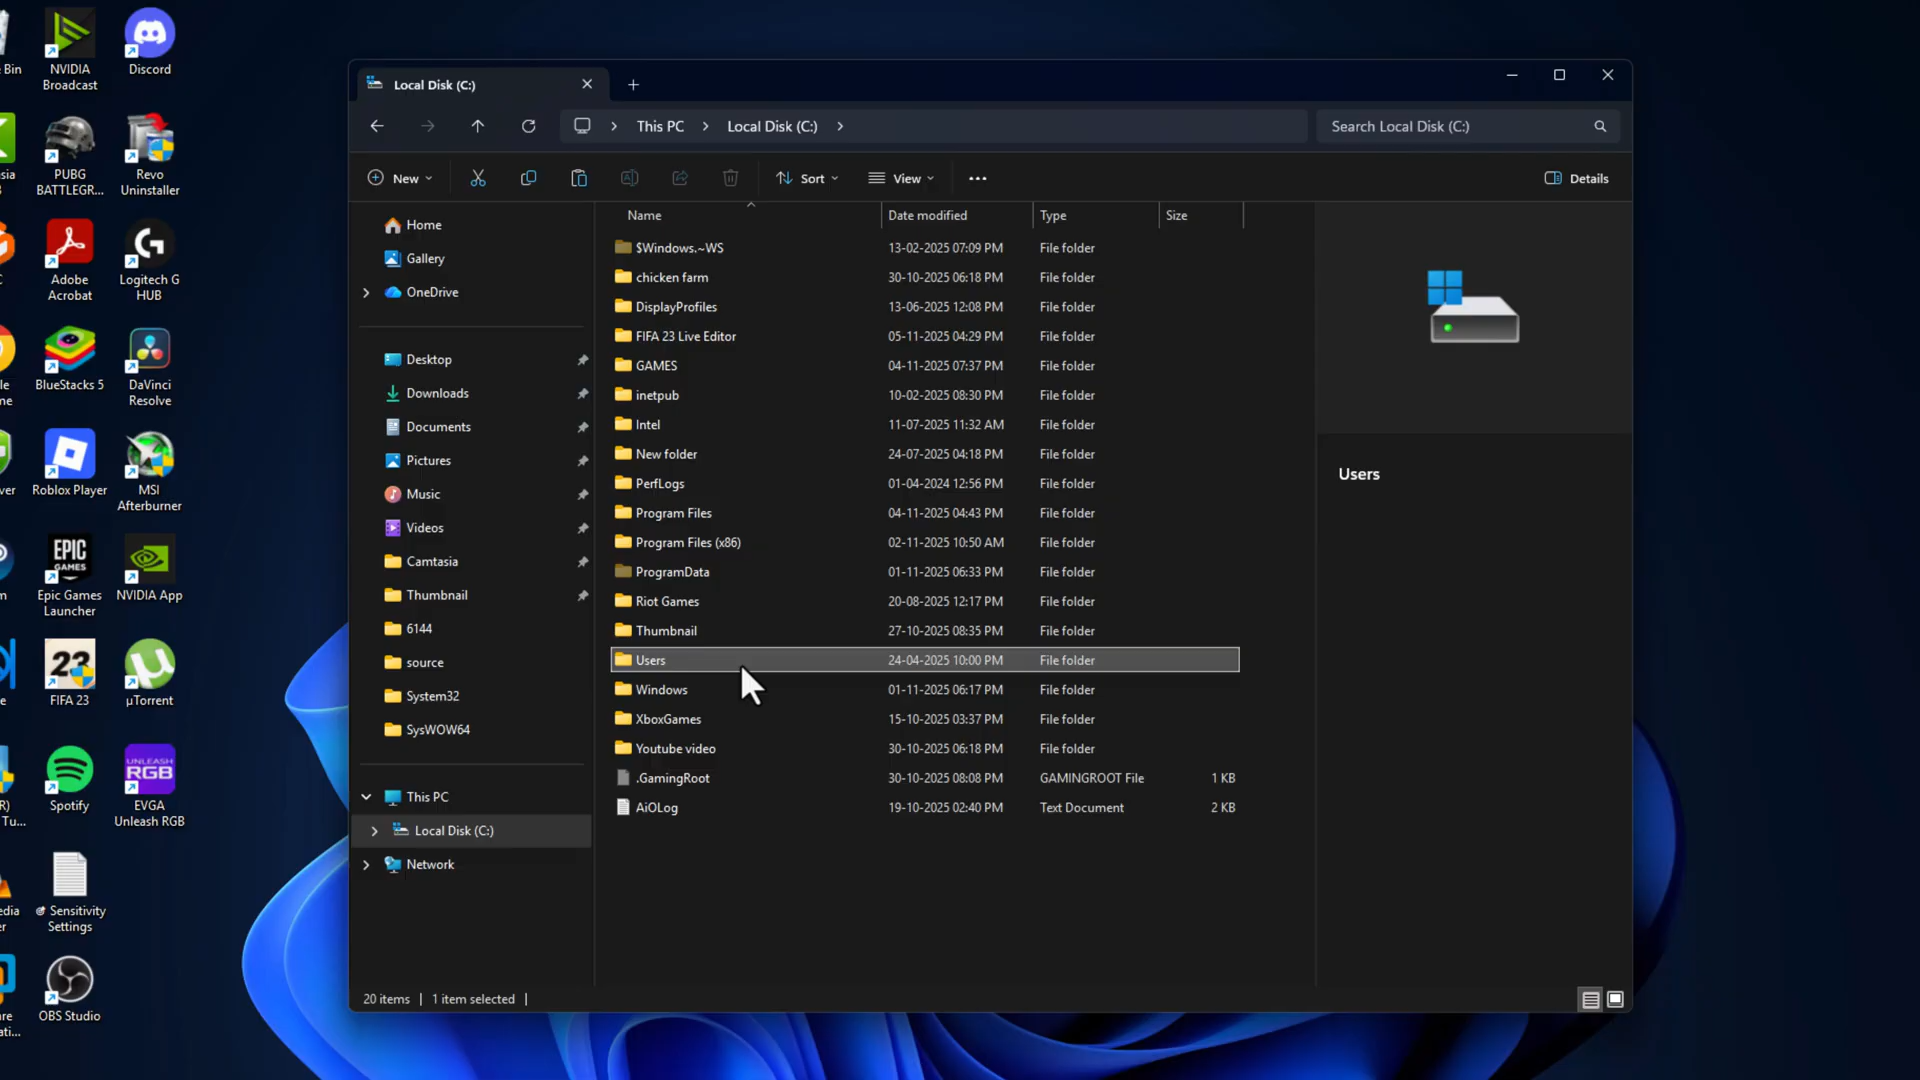 Bin
NVIDIA
Broadcast
Discord
PUBG
BATTLEGR...
Revo
Uninstaller
Adobe
Acrobat
Logitech G
HUB
BlueStacks 5
DaVinci
Resolve
Roblox Player
MSI
Afterburner
EPIC
GAMES
Epic Games
Launcher
NVIDIA App
23
FIFA 23
µTorrent
Spotify
UNLEASH
RGB
EVGA
Unleash RGB
Sensitivity
Settings
OBS Studio
Local Disk (C:)
This PC
Local Disk (C:)
Search Local Disk (C:)
New
Sort
View
Details
Home
Gallery
OneDrive
Desktop
Downloads
Documents
Pictures
Music
Videos
Camtasia
Thumbnail
6144
source
System32
SysWOW64
This PC
Local Disk (C:)
Network
Name Date modified Type Size
$Windows.~WS 13-02-2025 07:09 PM File folder
chicken farm 30-10-2025 06:18 PM File folder
DisplayProfiles 13-06-2025 12:08 PM File folder
FIFA 23 Live Editor 05-11-2025 04:29 PM File folder
GAMES 04-11-2025 07:37 PM File folder
inetpub 10-02-2025 08:30 PM File folder
Intel 11-07-2025 11:32 AM File folder
New folder 24-07-2025 04:18 PM File folder
PerfLogs 01-04-2024 12:56 PM File folder
Program Files 04-11-2025 04:43 PM File folder
Program Files (x86) 02-11-2025 10:50 AM File folder
ProgramData 01-11-2025 06:33 PM File folder
Riot Games 20-08-2025 12:17 PM File folder
Thumbnail 27-10-2025 08:35 PM File folder
Users 24-04-2025 10:00 PM File folder
Windows 01-11-2025 06:17 PM File folder
XboxGames 15-10-2025 03:37 PM File folder
Youtube video 30-10-2025 06:18 PM File folder
.GamingRoot 30-10-2025 08:08 PM GAMINGROOT File 1 KB
AiOLog 19-10-2025 02:40 PM Text Document 2 KB
Users
20 items | 1 item selected |